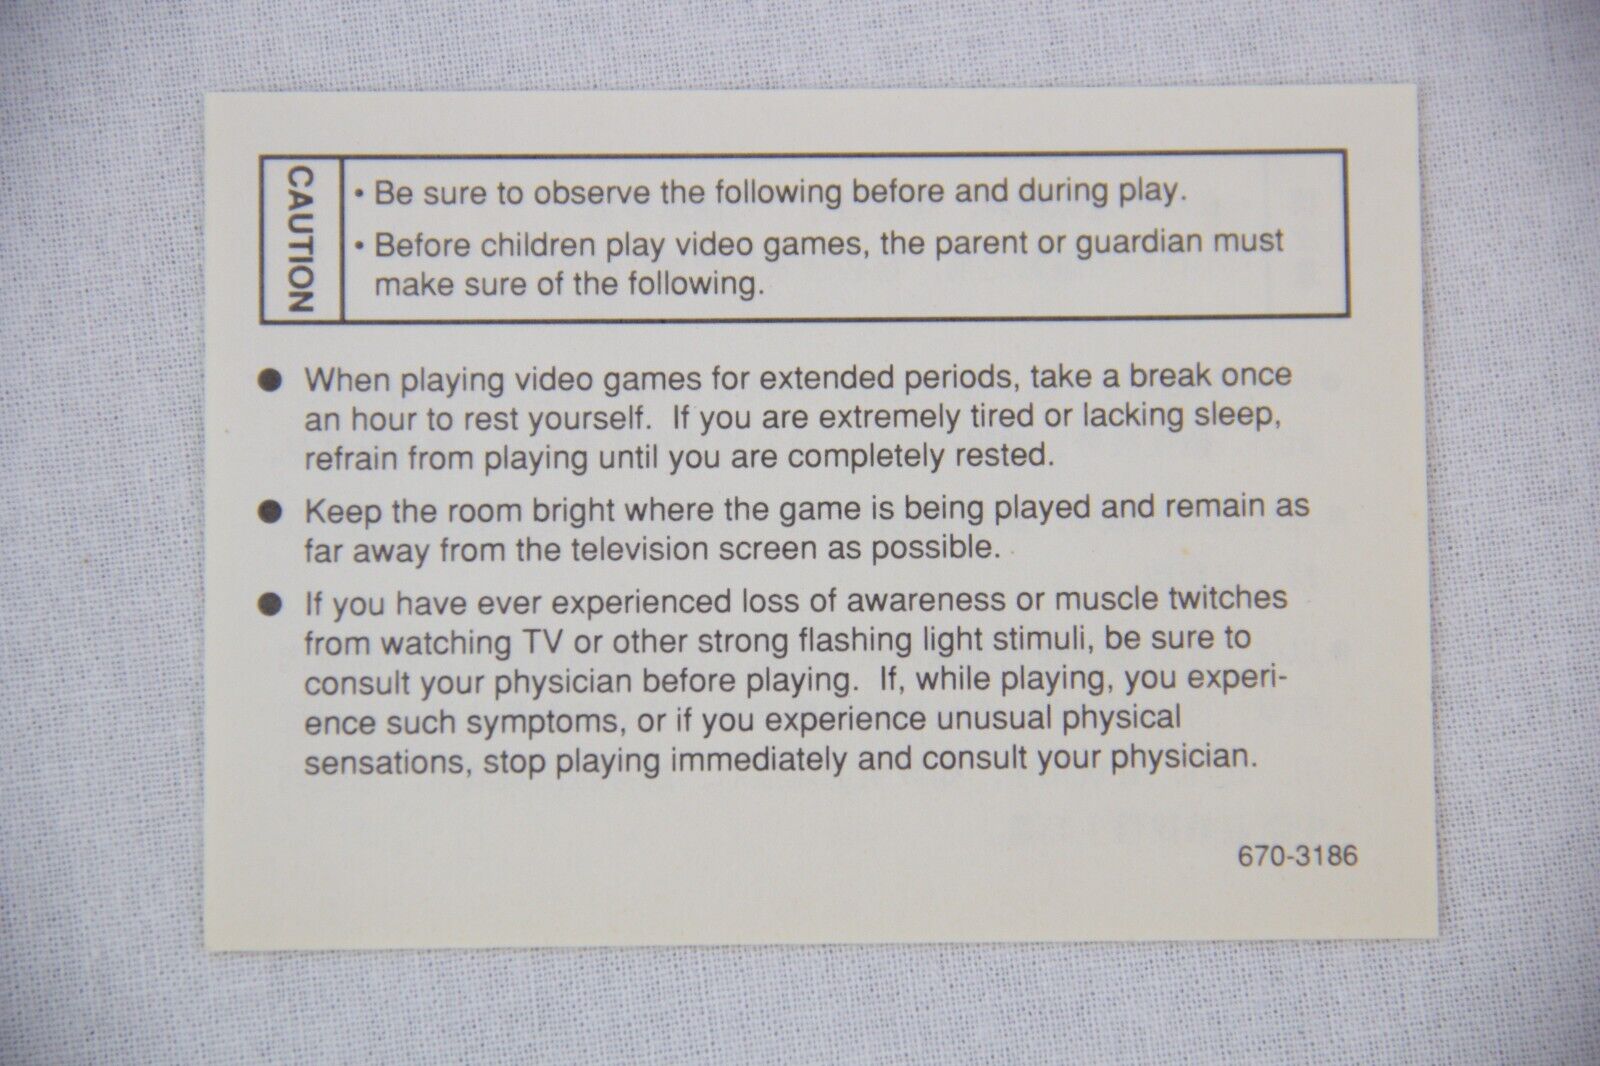 CAUTION
• Be sure to observe the following before and during play.
• Before children play video games, the parent or guardian must
make sure of the following.
● When playing video games for extended periods, take a break once
an hour to rest yourself. If you are extremely tired or lacking sleep,
refrain from playing until you are completely rested.
● Keep the room bright where the game is being played and remain as
far away from the television screen as possible.
● If you have ever experienced loss of awareness or muscle twitches
from watching TV or other strong flashing light stimuli, be sure to
consult your physician before playing. If, while playing, you experi-
ence such symptoms, or if you experience unusual physical
sensations, stop playing immediately and consult your physician.
670-3186